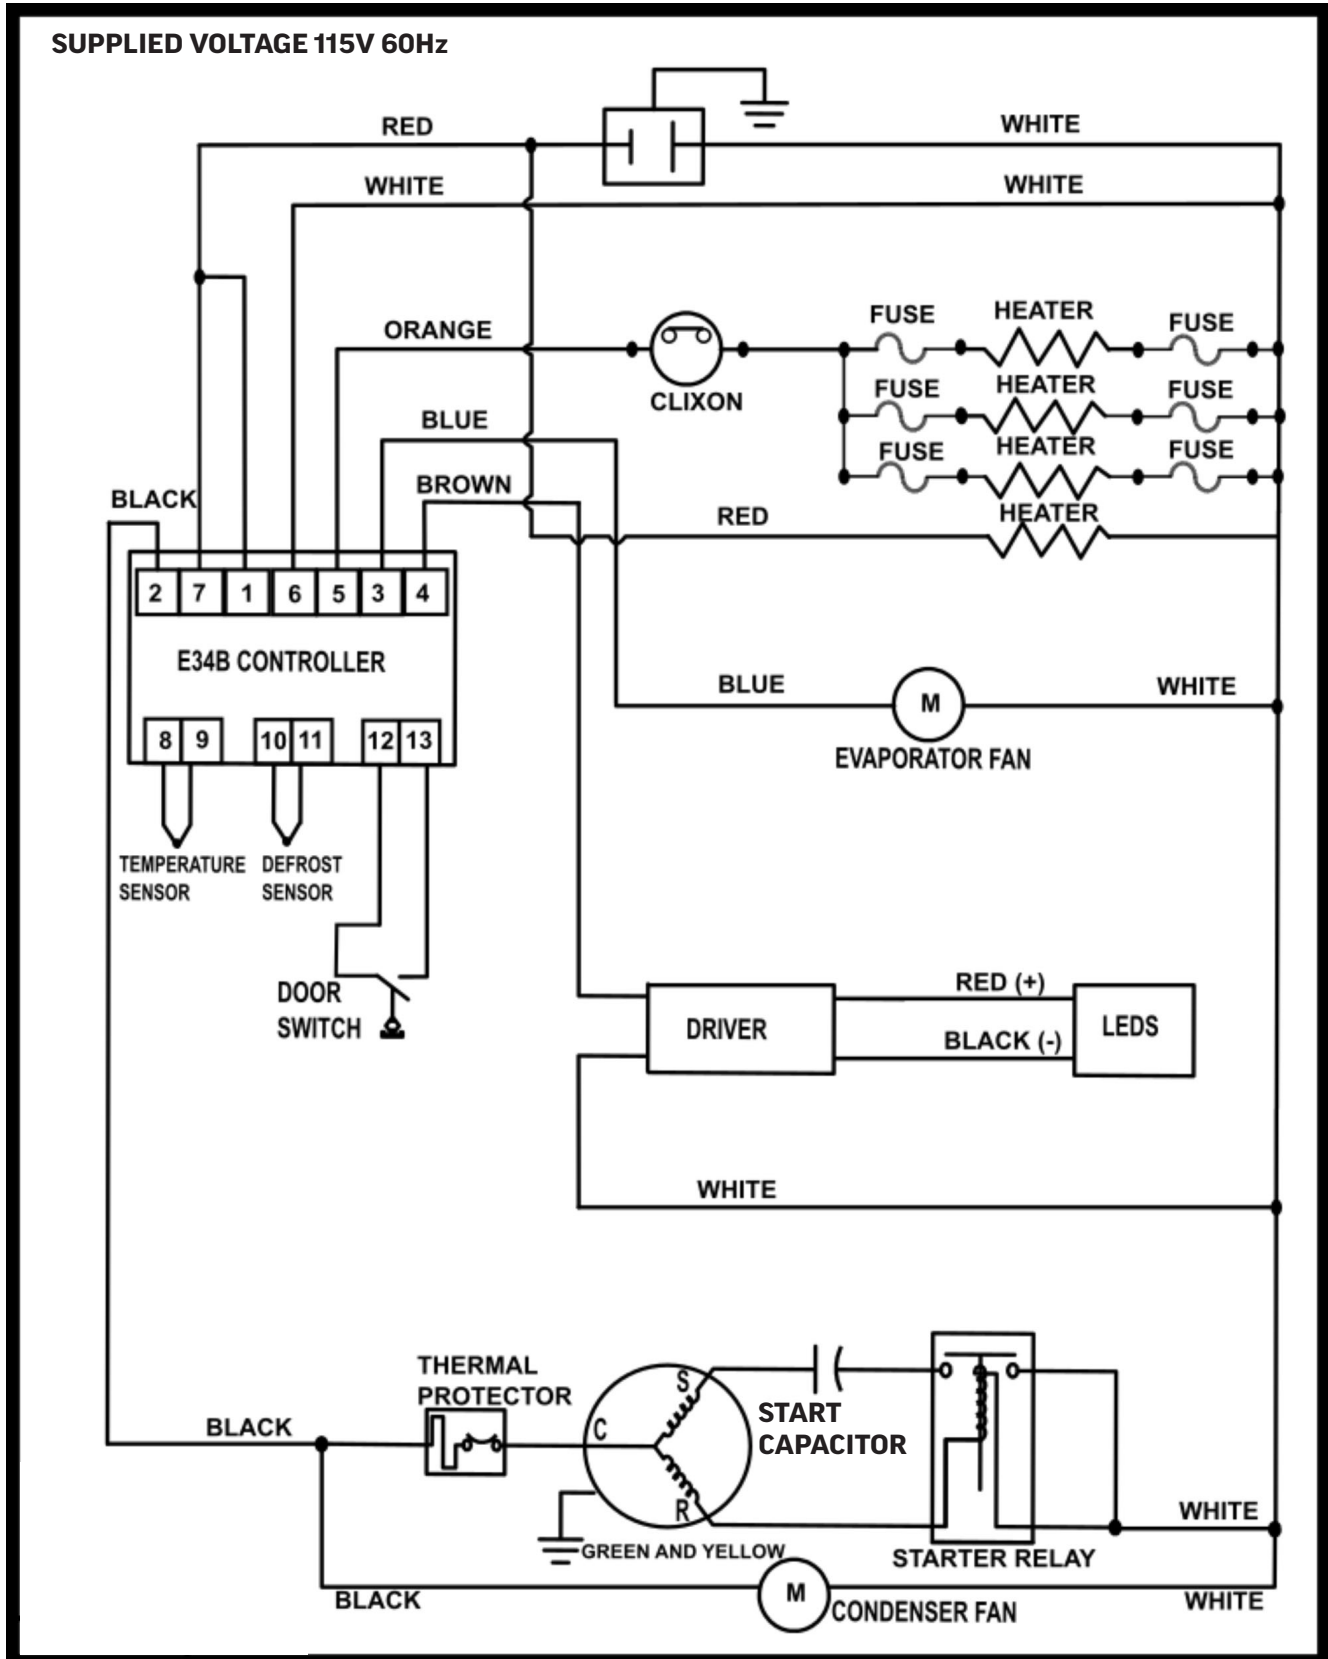 SUPPLIED VOLTAGE 115V 60Hz
RED
WHITE
WHITE
WHITE
ORANGE
CLIXON
FUSE
HEATER
FUSE
FUSE
HEATER
FUSE
FUSE
HEATER
FUSE
BLUE
BROWN
BLACK
RED
HEATER
2
7
1
6
5
3
4
E34B CONTROLLER
8
9
10
11
12
13
BLUE
M
WHITE
EVAPORATOR FAN
TEMPERATURE
SENSOR
DEFROST
SENSOR
DOOR
SWITCH
DRIVER
RED (+)
BLACK (-)
LEDS
WHITE
THERMAL
PROTECTOR
BLACK
C
S
R
START
CAPACITOR
GREEN AND YELLOW
STARTER RELAY
WHITE
BLACK
M
CONDENSER FAN
WHITE